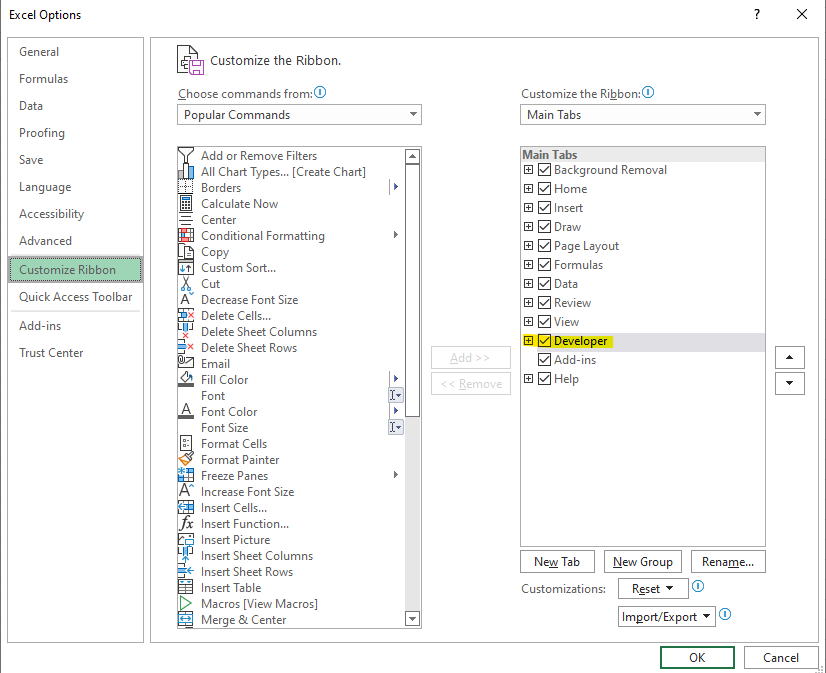 Excel Options
?
General
Formulas
Data
Proofing
Save
Language
Accessibility
Advanced
Customize Ribbon
Quick Access Toolbar
Add-ins
Trust Center
Customize the Ribbon.
Choose commands from:
Popular Commands
Add or Remove Filters
All Chart Types... [Create Chart]
Borders
Calculate Now
Center
Conditional Formatting
Copy
Custom Sort...
Cut
Decrease Font Size
Delete Cells...
Delete Sheet Columns
Delete Sheet Rows
Email
Fill Color
Font
Font Color
Font Size
Format Cells
Format Painter
Freeze Panes
Increase Font Size
Insert Cells...
Insert Function...
Insert Picture
Insert Sheet Columns
Insert Sheet Rows
Insert Table
Macros [View Macros]
Merge & Center
Add >>
<< Remove
Customize the Ribbon:
Main Tabs
Main Tabs
Background Removal
Home
Insert
Draw
Page Layout
Formulas
Data
Review
View
Developer
Add-ins
Help
New Tab New Group Rename...
Customizations: Reset
Import/Export
OK Cancel